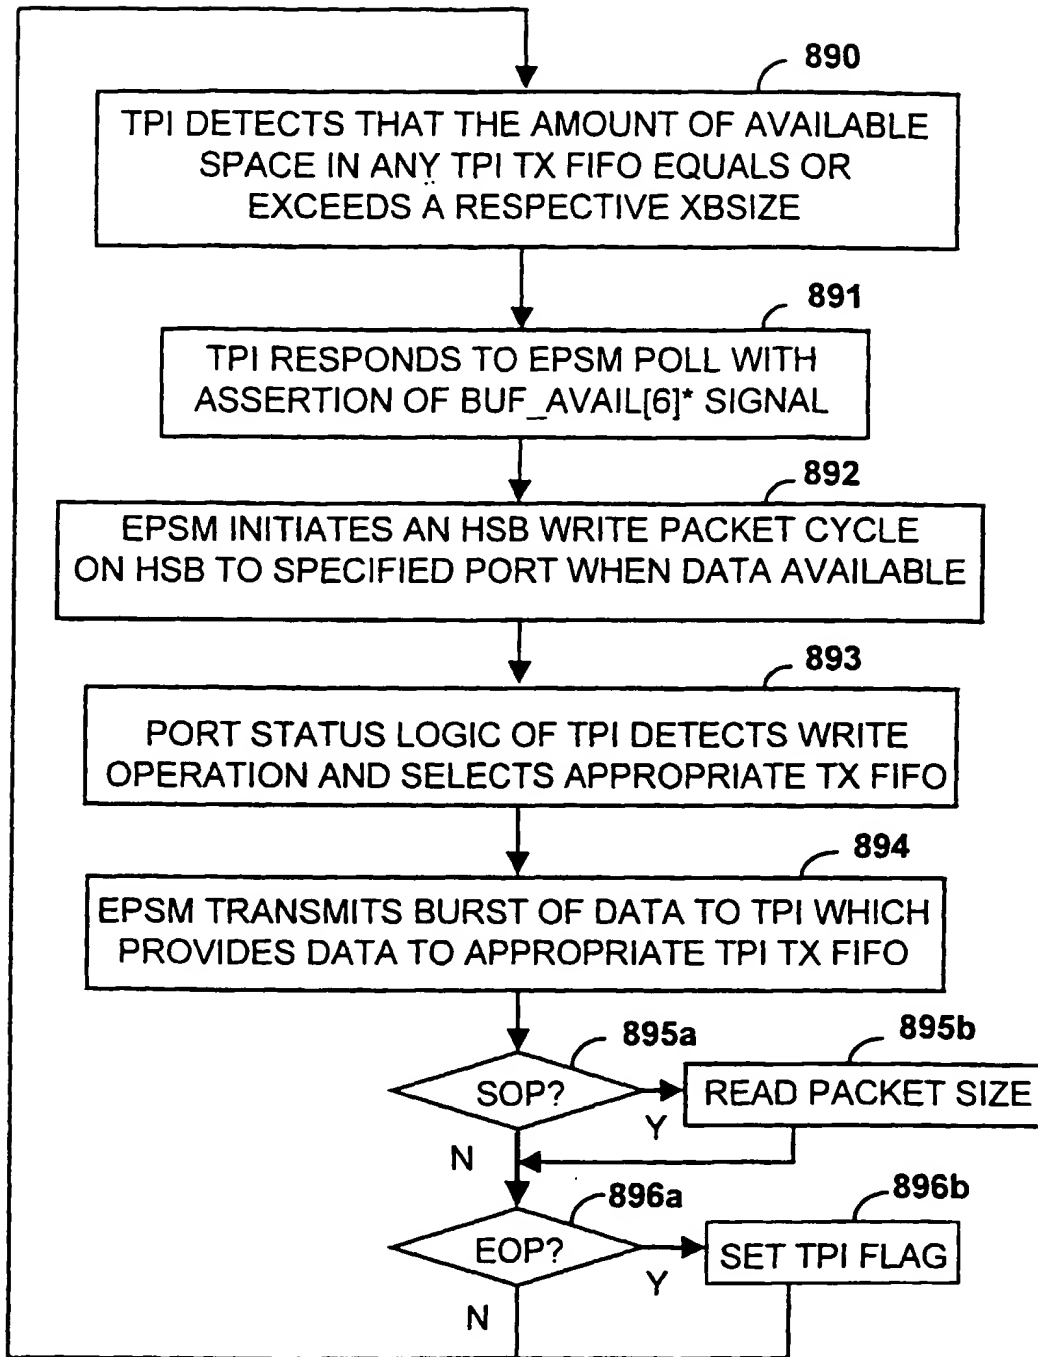 890
TPI DETECTS THAT THE AMOUNT OF AVAILABLE
SPACE IN ANY TPI TX FIFO EQUALS OR
EXCEEDS A RESPECTIVE XBSIZE
891
TPI RESPONDS TO EPSM POLL WITH
ASSERTION OF BUF_AVAIL[6]* SIGNAL
892
EPSM INITIATES AN HSB WRITE PACKET CYCLE
ON HSB TO SPECIFIED PORT WHEN DATA AVAILABLE
893
PORT STATUS LOGIC OF TPI DETECTS WRITE
OPERATION AND SELECTS APPROPRIATE TX FIFO
894
EPSM TRANSMITS BURST OF DATA TO TPI WHICH
PROVIDES DATA TO APPROPRIATE TPI TX FIFO
895a
895b
SOP?
Y
READ PACKET SIZE
N
896a
896b
EOP?
Y
SET TPI FLAG
N